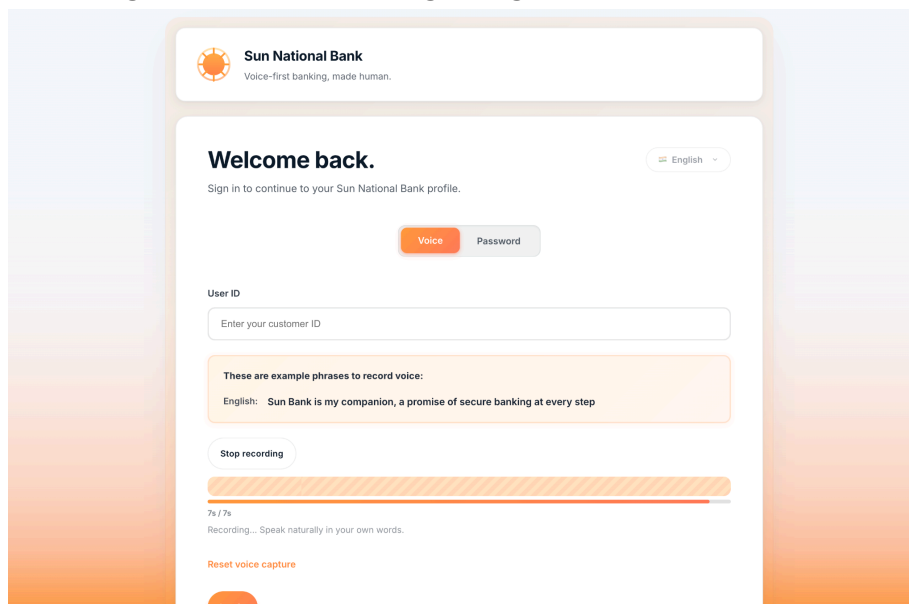 Sun National Bank
Voice-first banking, made human.
Welcome back.
English
Sign in to continue to your Sun National Bank profile.
Voice Password
User ID
Enter your customer ID
These are example phrases to record voice:
English: Sun Bank is my companion, a promise of secure banking at every step
Stop recording
7s / 7s
Recording... Speak naturally in your own words.
Reset voice capture